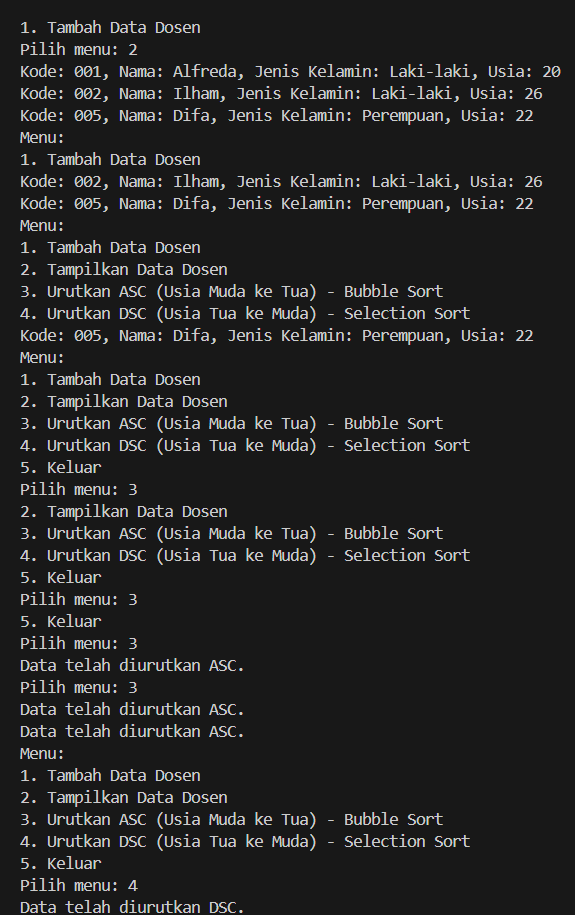 1. Tambah Data Dosen
Pilih menu: 2
Kode: 001, Nama: Alfreda, Jenis Kelamin: Laki-laki, Usia: 20
Kode: 002, Nama: Ilham, Jenis Kelamin: Laki-laki, Usia: 26
Kode: 005, Nama: Difa, Jenis Kelamin: Perempuan, Usia: 22
Menu:
1. Tambah Data Dosen
Kode: 002, Nama: Ilham, Jenis Kelamin: Laki-laki, Usia: 26
Kode: 005, Nama: Difa, Jenis Kelamin: Perempuan, Usia: 22
Menu:
1. Tambah Data Dosen
2. Tampilkan Data Dosen
3. Urutkan ASC (Usia Muda ke Tua) - Bubble Sort
4. Urutkan DSC (Usia Tua ke Muda) - Selection Sort
Kode: 005, Nama: Difa, Jenis Kelamin: Perempuan, Usia: 22
Menu:
1. Tambah Data Dosen
2. Tampilkan Data Dosen
3. Urutkan ASC (Usia Muda ke Tua) - Bubble Sort
4. Urutkan DSC (Usia Tua ke Muda) - Selection Sort
5. Keluar
Pilih menu: 3
2. Tampilkan Data Dosen
3. Urutkan ASC (Usia Muda ke Tua) - Bubble Sort
4. Urutkan DSC (Usia Tua ke Muda) - Selection Sort
5. Keluar
Pilih menu: 3
5. Keluar
Pilih menu: 3
Data telah diurutkan ASC.
Pilih menu: 3
Data telah diurutkan ASC.
Data telah diurutkan ASC.
Menu:
1. Tambah Data Dosen
2. Tampilkan Data Dosen
3. Urutkan ASC (Usia Muda ke Tua) - Bubble Sort
4. Urutkan DSC (Usia Tua ke Muda) - Selection Sort
5. Keluar
Pilih menu: 4
Data telah diurutkan DSC.